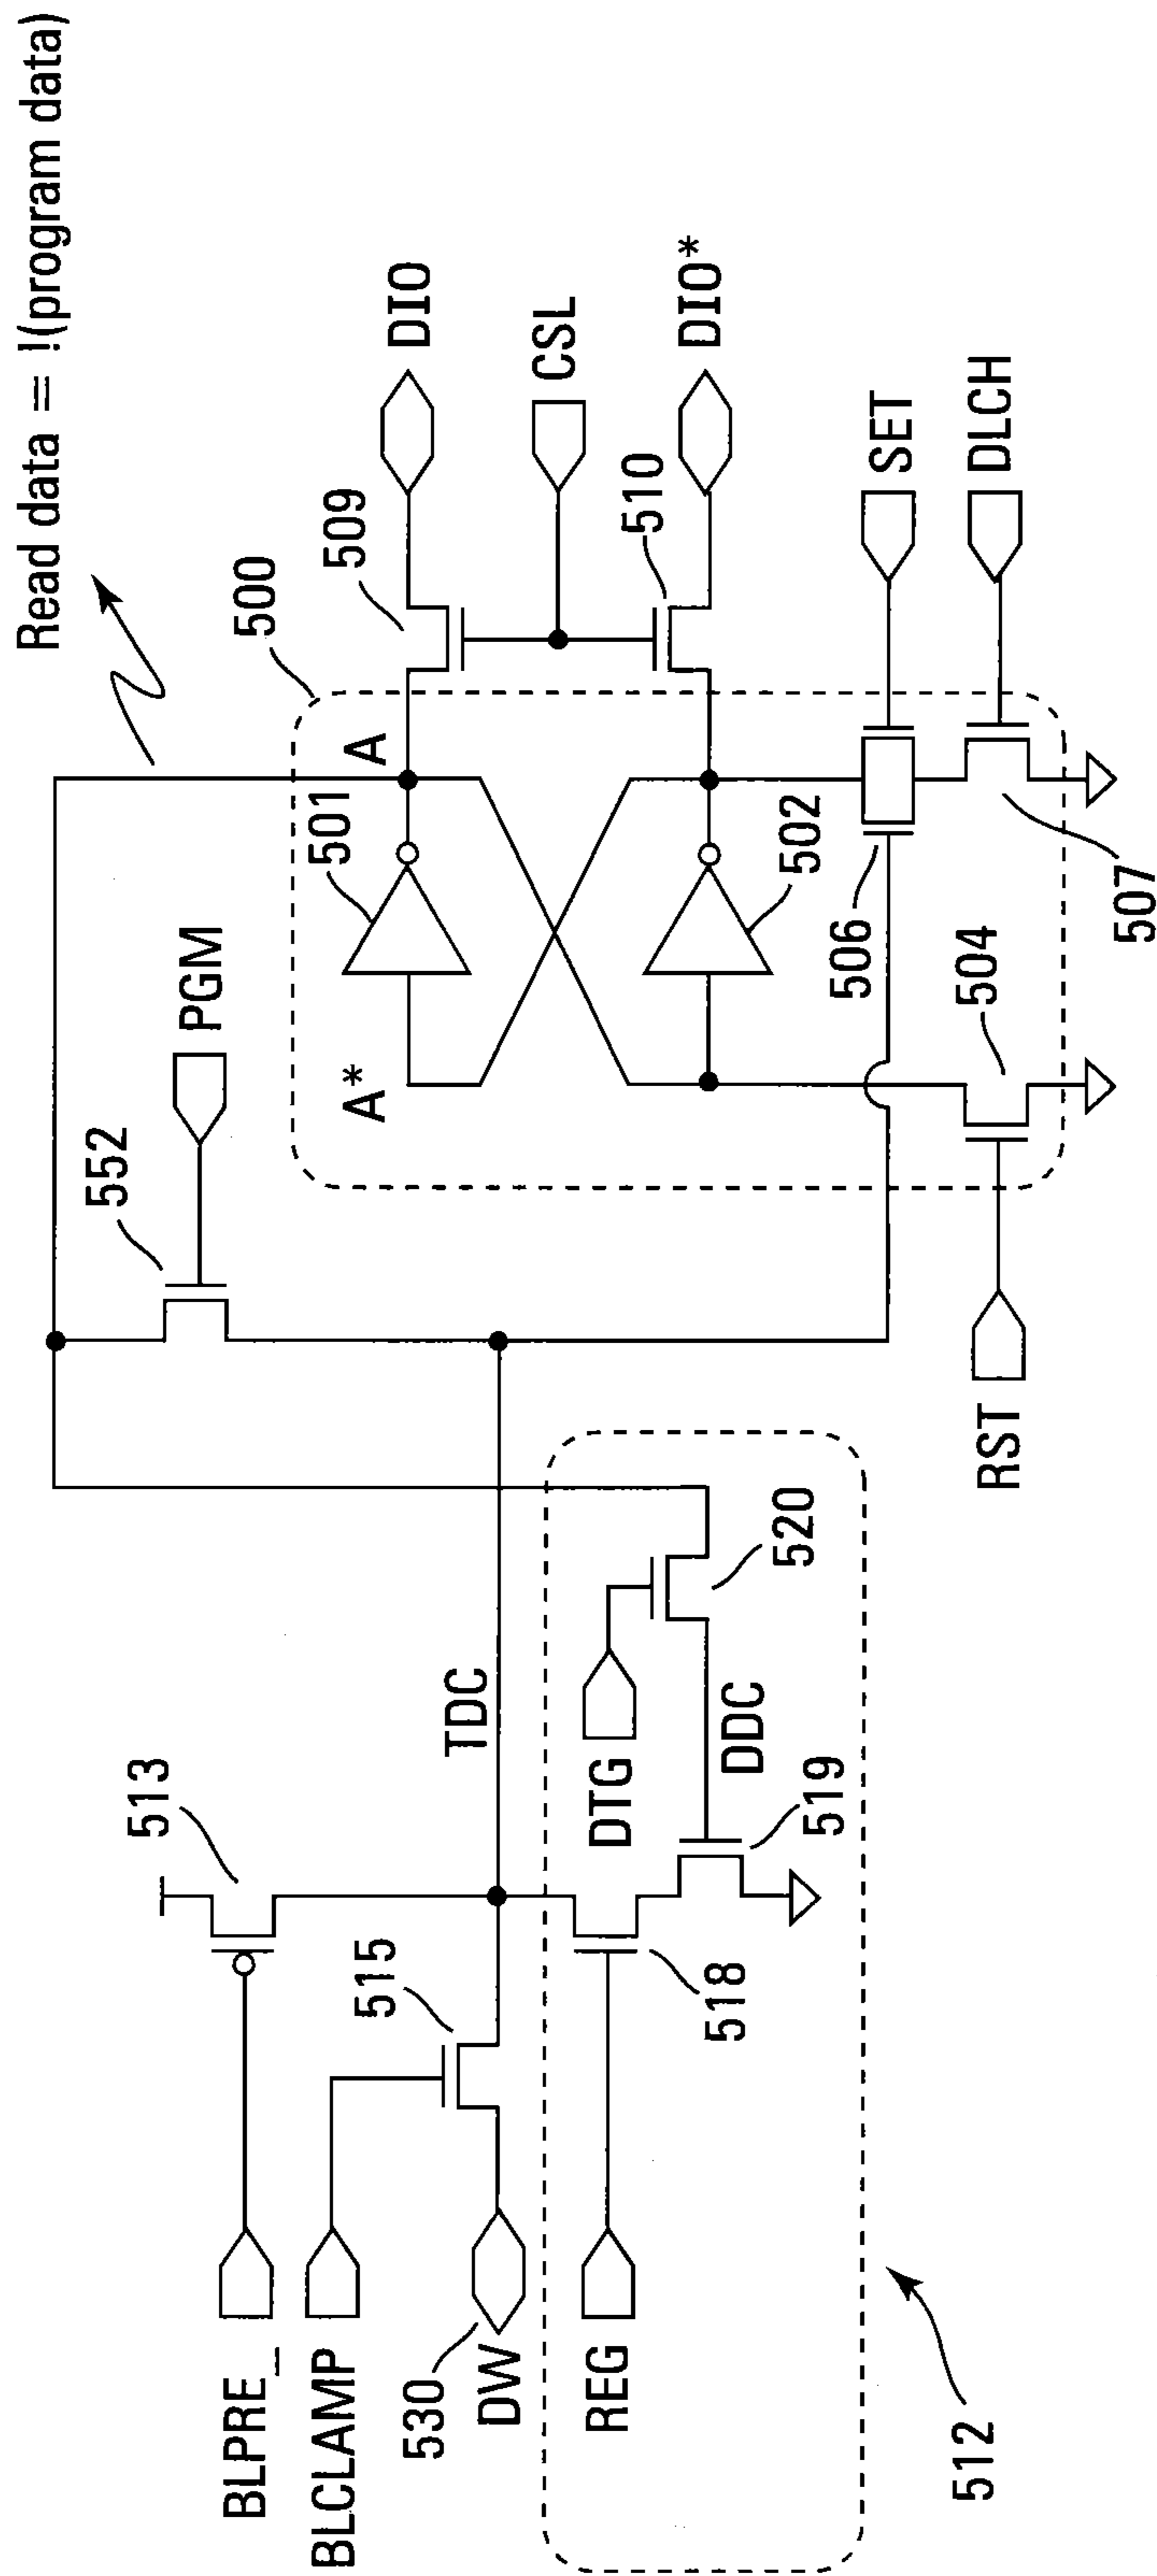 Read data = !(program data)
BLPRE_
BLCLAMP
530
DW
REG
512
513
515
518
TDC
DTG
DDC
519
520
552
PGM
RST
A*
A
500
501
502
504
506
507
509
510
DIO
CSL
DIO*
SET
DLCH